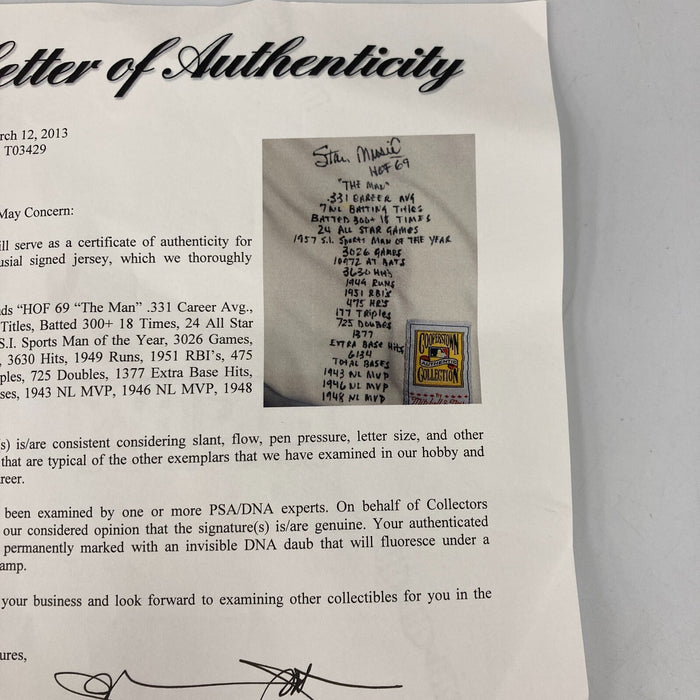 etter of Authenticity
rch 12, 2013
T03429
May Concern:
ll serve as a certificate of authenticity for
usial signed jersey, which we thoroughly
ds “HOF 69 “The Man” .331 Career Avg.,
Titles, Batted 300+ 18 Times, 24 All Star
S.I. Sports Man of the Year, 3026 Games,
, 3630 Hits, 1949 Runs, 1951 RBI's, 475
ples, 725 Doubles, 1377 Extra Base Hits,
ses, 1943 NL MVP, 1946 NL MVP, 1948
Stan Musial
HOF 69
"THE MAN"
.331 CAREER AVG
7 NL BATTING TITLES
BATTED 300+ 18 TIMES
24 ALL STAR GAMES
1957 S.I. SPORTS MAN OF THE YEAR
3026 GAMES
10972 AT BATS
3630 HITS
1949 RUNS
1951 RBI'S
475 HR'S
177 TRIPLES
725 DOUBLES
1377
EXTRA BASE HITS
6134
TOTAL BASES
1943 NL MVP
1946 NL MVP
1948 NL MVP
COOPERSTOWN
AUTHENTIC
COLLECTION
s) is/are consistent considering slant, flow, pen pressure, letter size, and other
that are typical of the other exemplars that we have examined in our hobby and
reer.
been examined by one or more PSA/DNA experts. On behalf of Collectors
our considered opinion that the signature(s) is/are genuine. Your authenticated
permanently marked with an invisible DNA daub that will fluoresce under a
amp.
your business and look forward to examining other collectibles for you in the
ures,